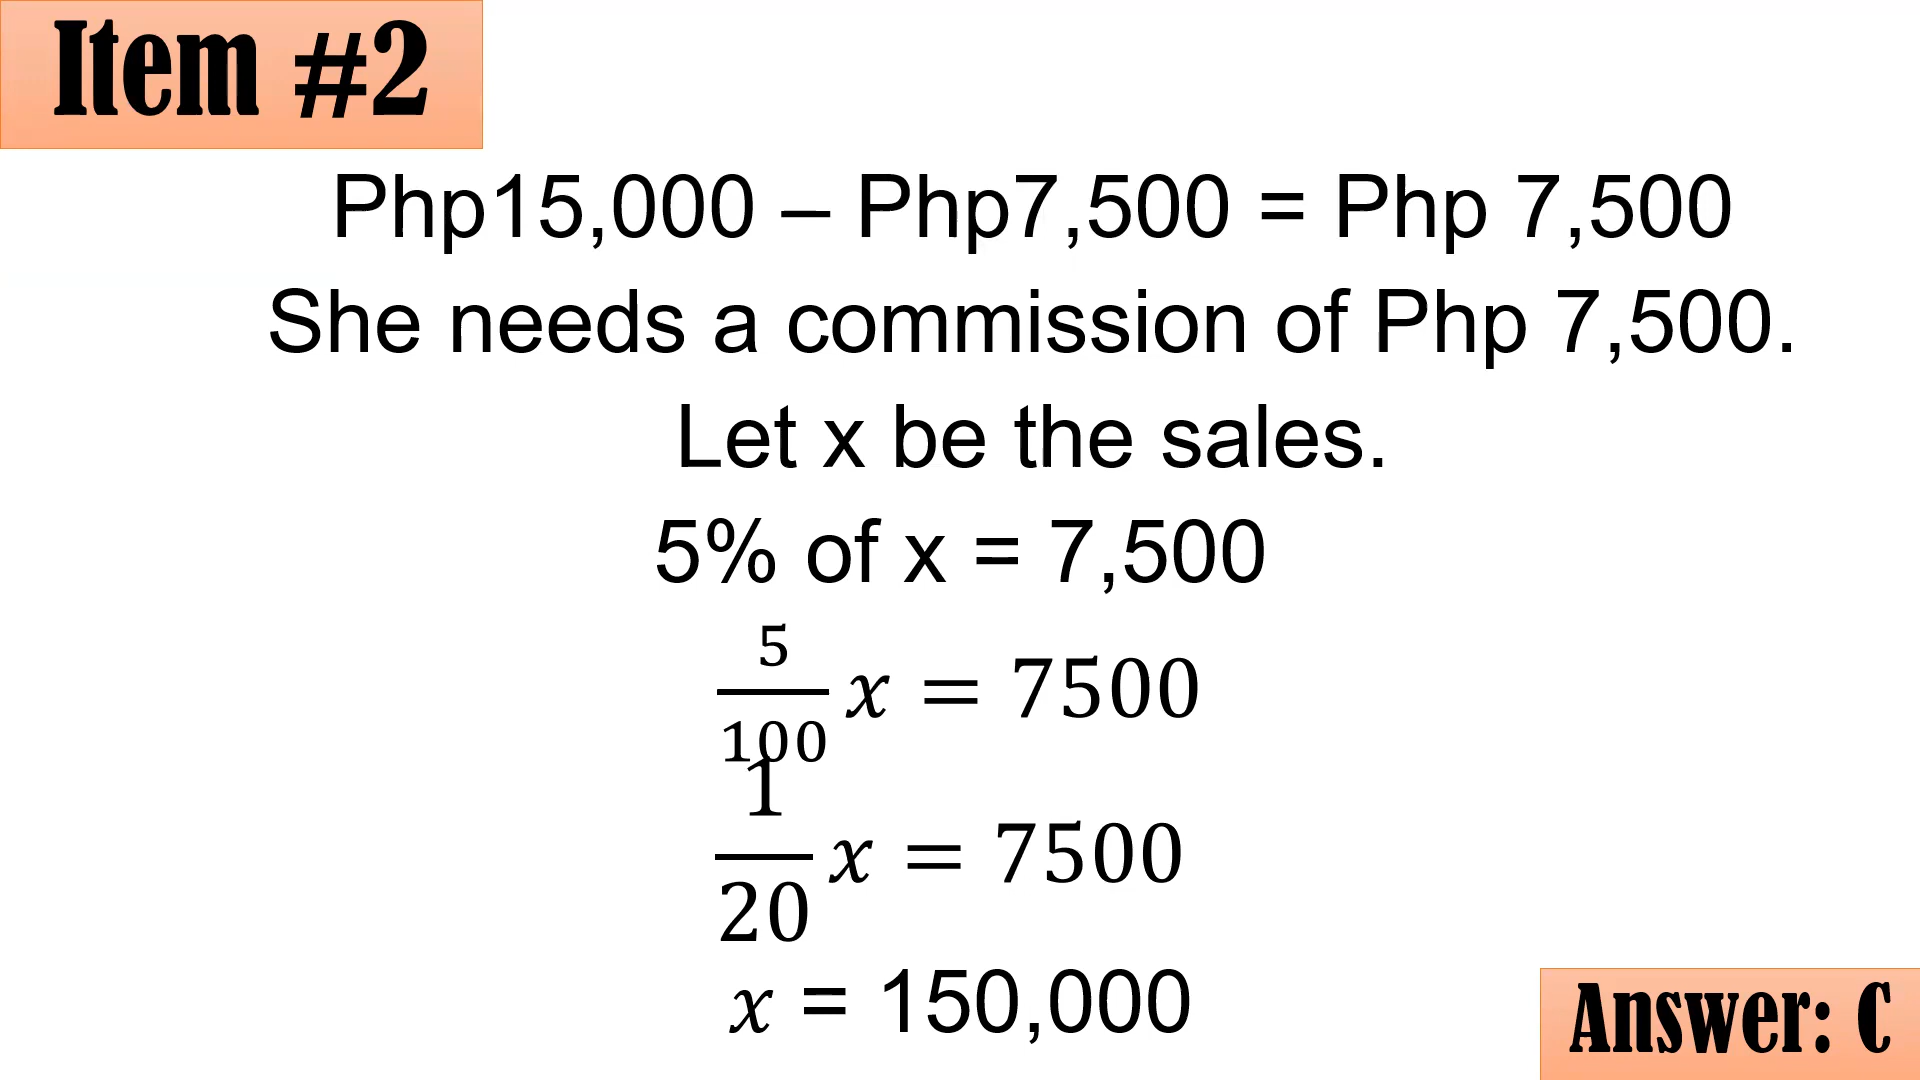 Item #2
Php15,000 – Php7,500 = Php 7,500
She needs a commission of Php 7,500.
Let x be the sales.
5% of x = 7,500
5/100 x = 7500
1/20 x = 7500
x = 150,000
Answer: C